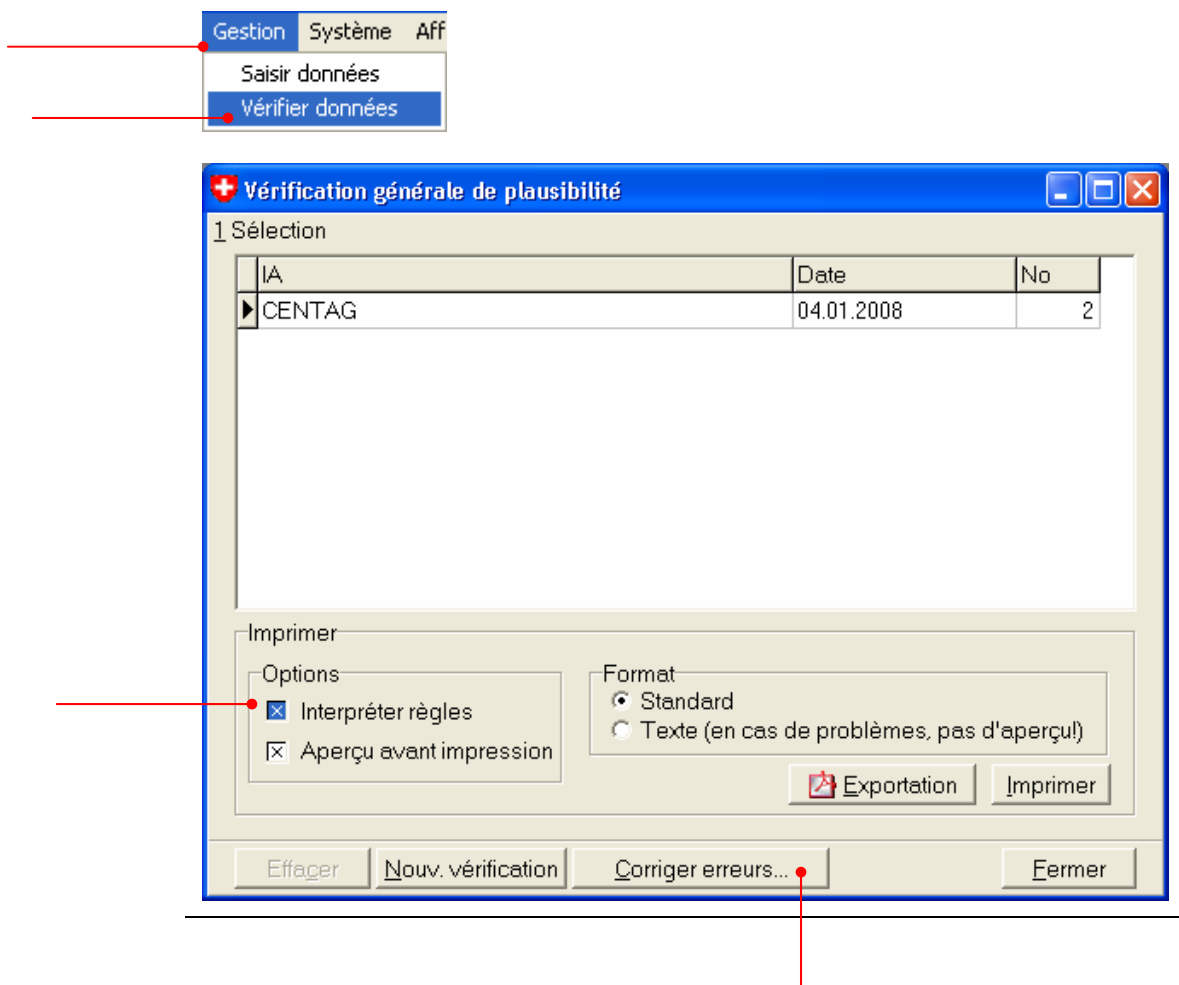 Gestion Système Aff
Saisir données
Vérifier données
Vérification générale de plausibilité
1 Sélection
IA Date No
CENTAG 04.01.2008 2
Imprimer
Options Format
Interpréter règles
Standard
Aperçu avant impression
Texte (en cas de problèmes, pas d'aperçu!)
Exportation Imprimer
Effaçer Nouv. vérification Corriger erreurs... Fermer